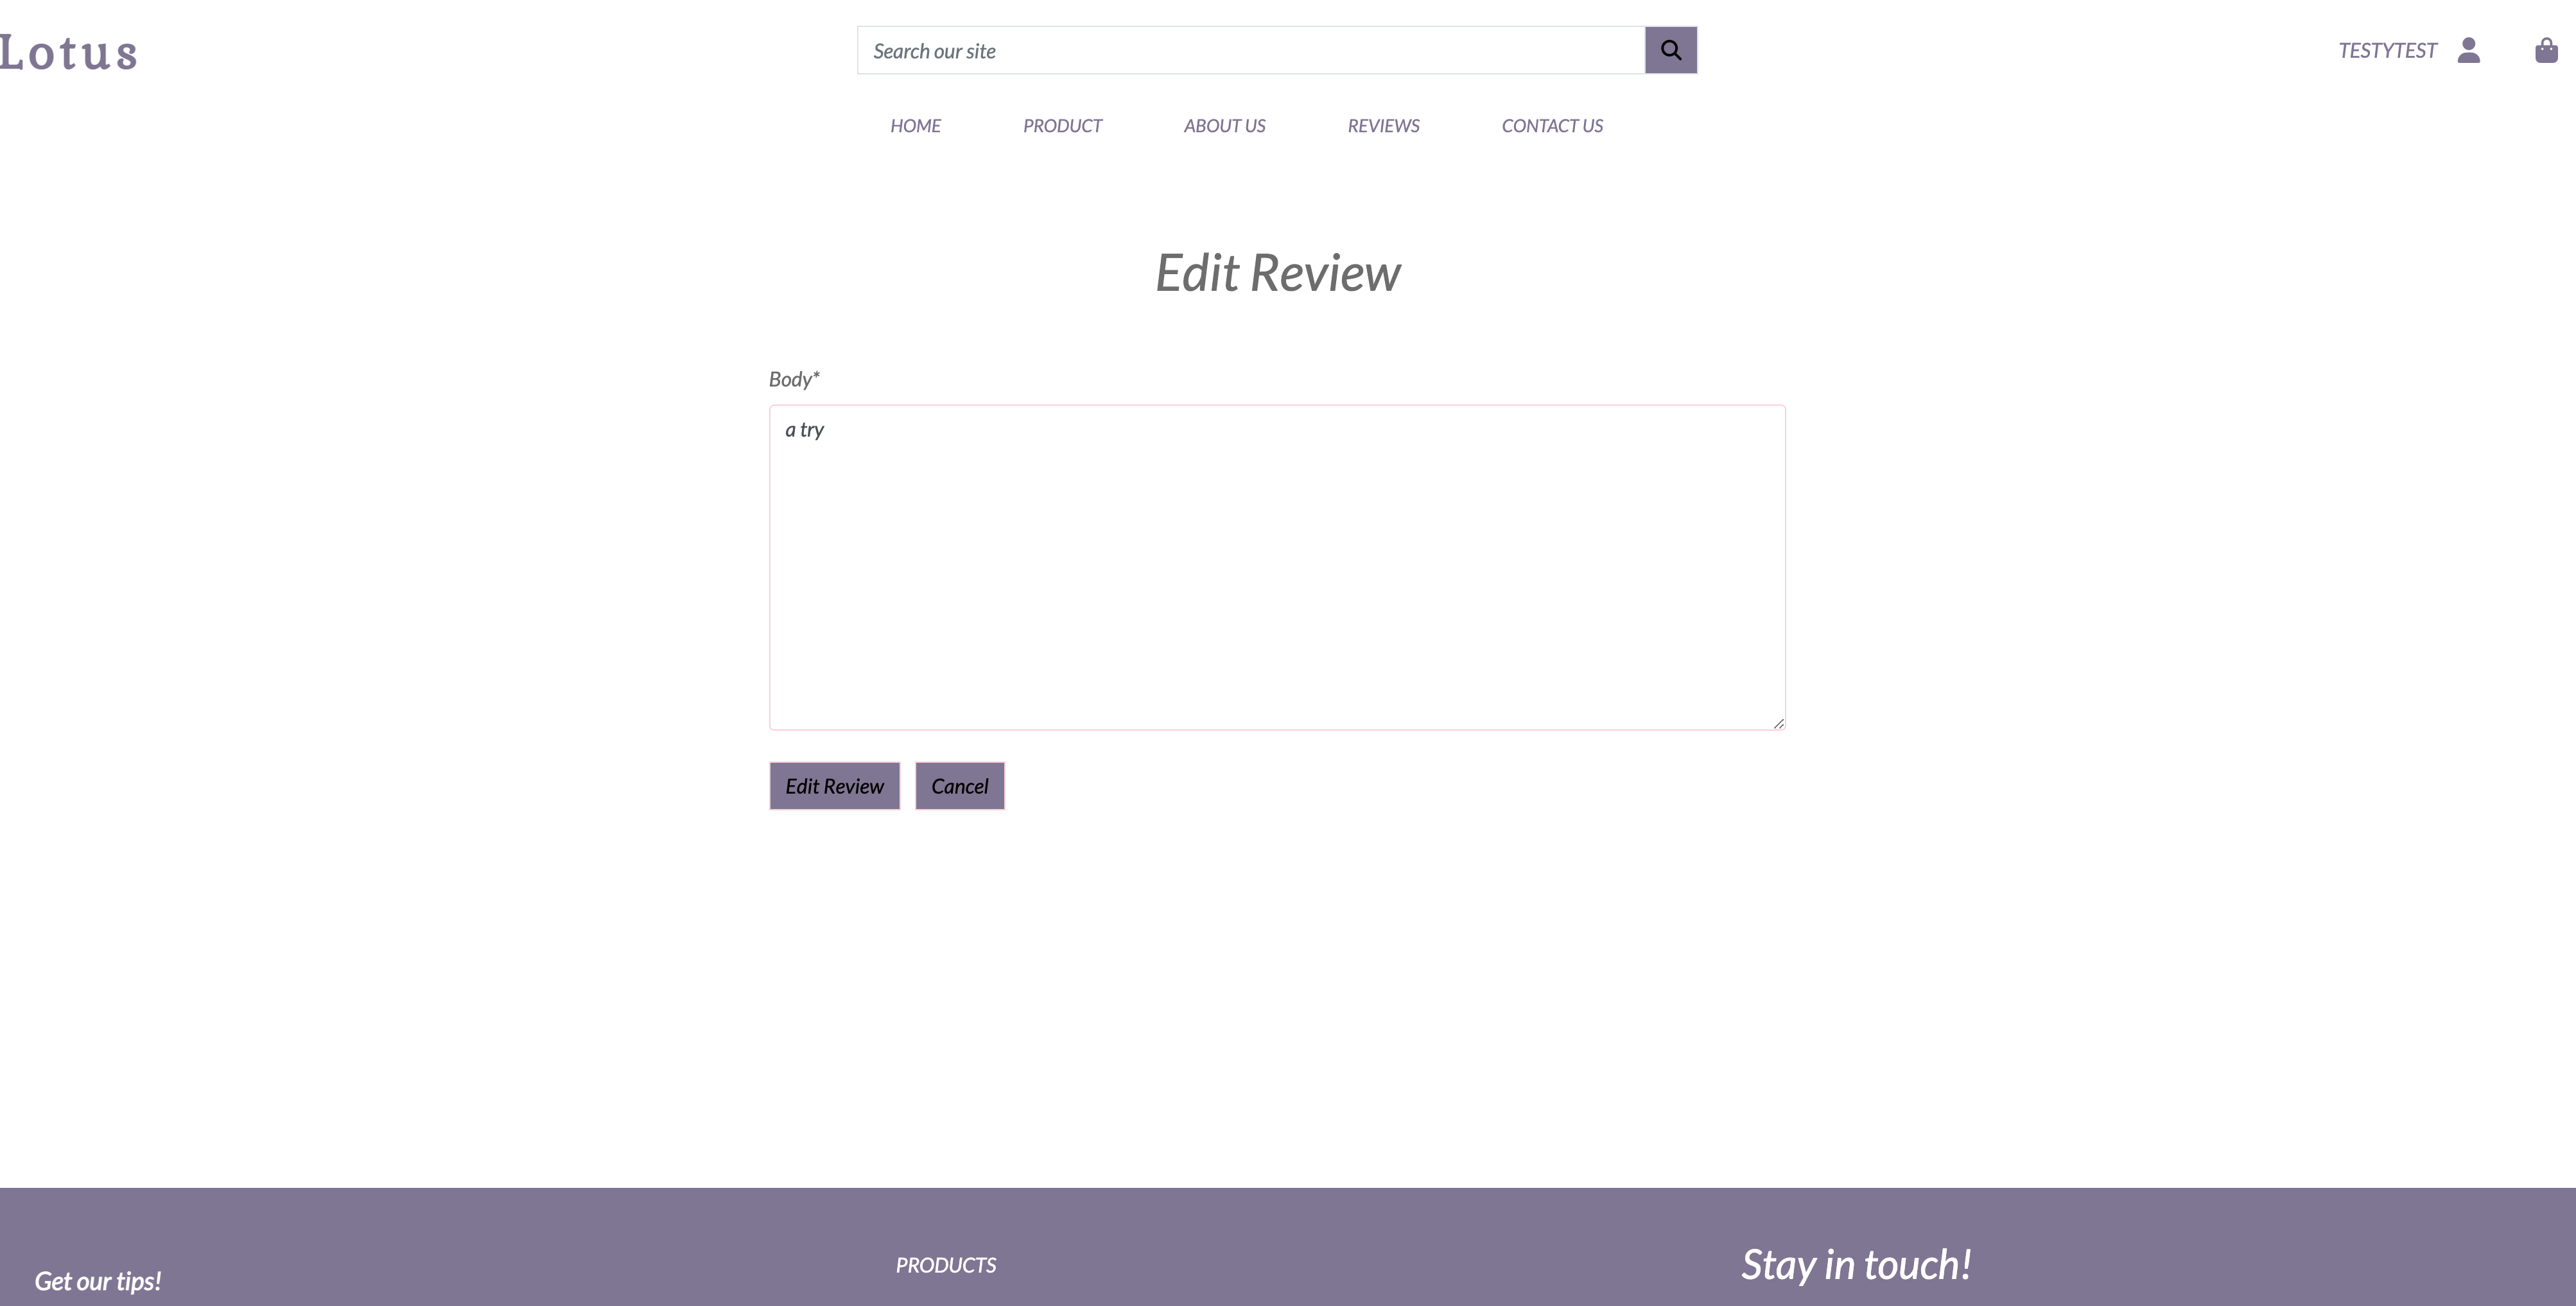 Lotus
Search our site
TESTYTEST
HOME PRODUCT ABOUT US REVIEWS CONTACT US
Edit Review
Body*
a try
Edit Review Cancel
Get our tips!
PRODUCTS
Stay in touch!